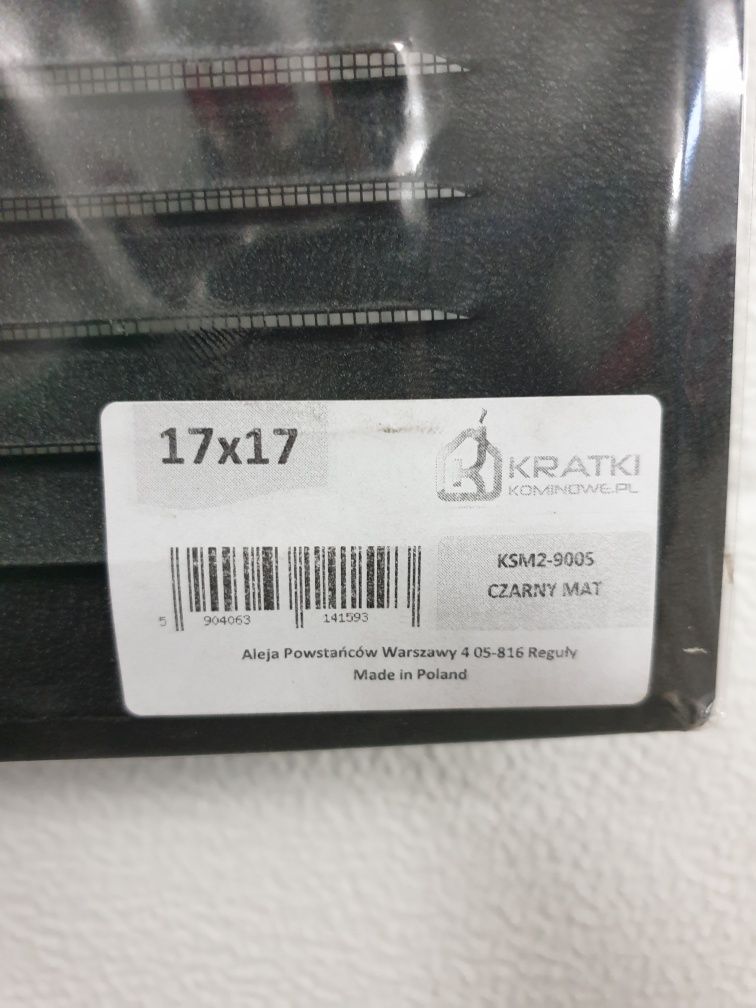 17x17
KRATKI
KOMINOWE.PL
KSM2-9005
CZARNY MAT
5 904063 141593
Aleja Powstańców Warszawy 4 05-816 Reguły
Made in Poland